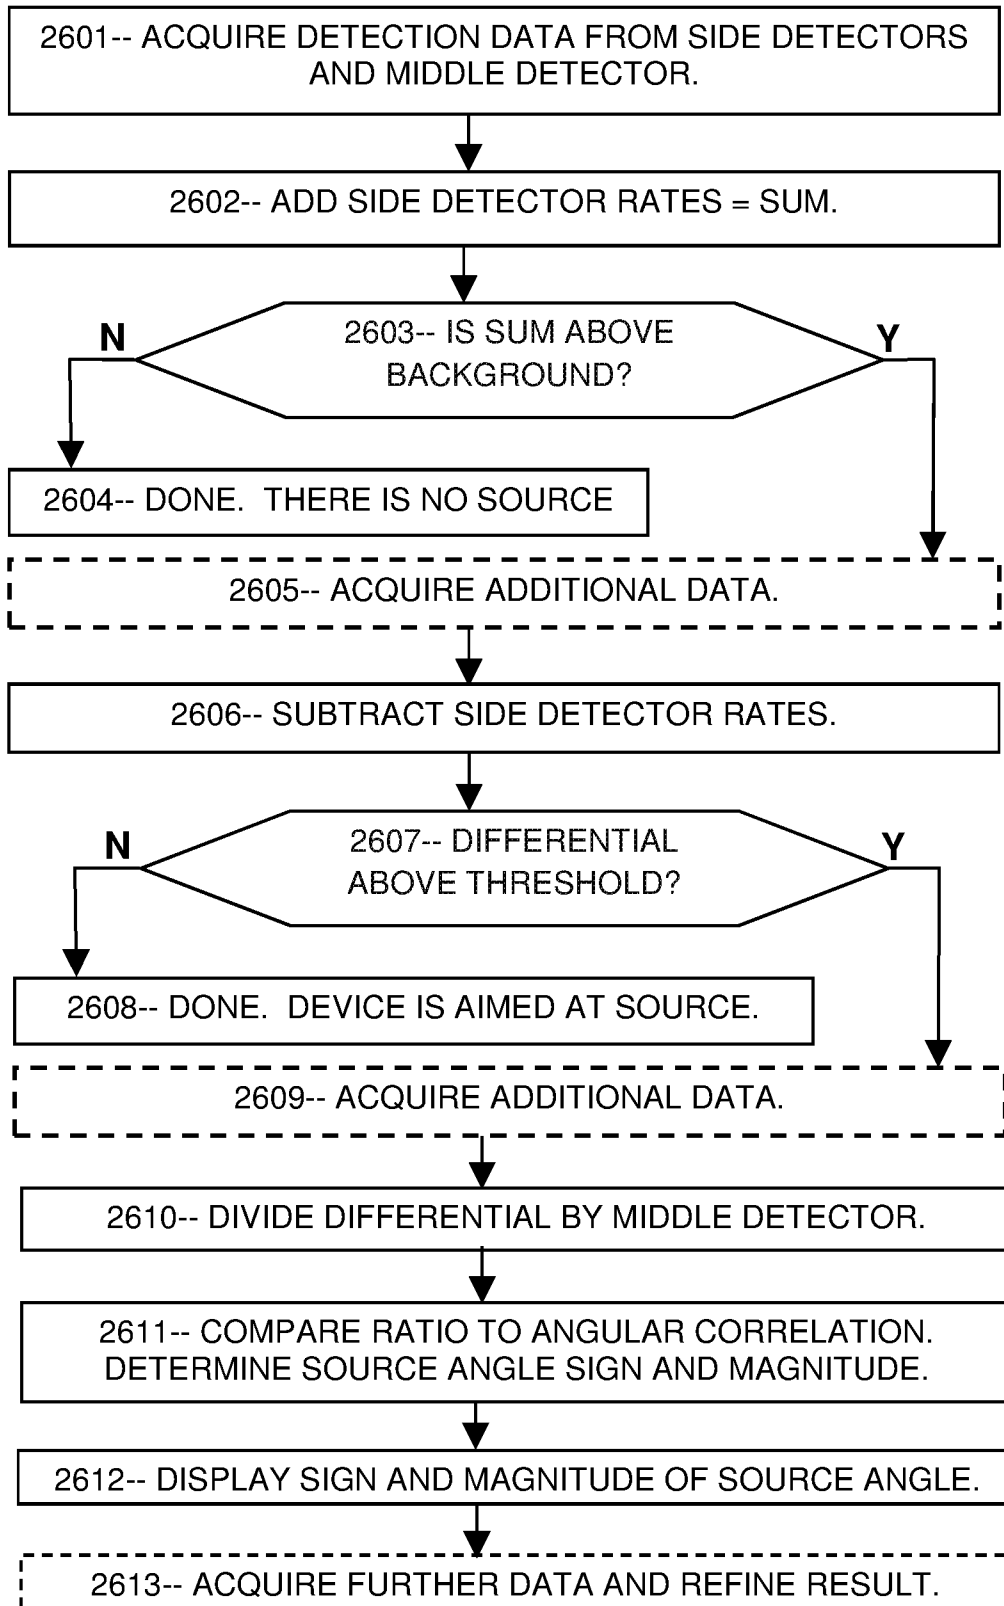 2601-- ACQUIRE DETECTION DATA FROM SIDE DETECTORS
AND MIDDLE DETECTOR.
2602-- ADD SIDE DETECTOR RATES = SUM.
N
2603-- IS SUM ABOVE
Y
BACKGROUND?
2604-- DONE.  THERE IS NO SOURCE
2605-- ACQUIRE ADDITIONAL DATA.
2606-- SUBTRACT SIDE DETECTOR RATES.
N
2607-- DIFFERENTIAL
Y
ABOVE THRESHOLD?
2608-- DONE.  DEVICE IS AIMED AT SOURCE.
2609-- ACQUIRE ADDITIONAL DATA.
2610-- DIVIDE DIFFERENTIAL BY MIDDLE DETECTOR.
2611-- COMPARE RATIO TO ANGULAR CORRELATION.
DETERMINE SOURCE ANGLE SIGN AND MAGNITUDE.
2612-- DISPLAY SIGN AND MAGNITUDE OF SOURCE ANGLE.
2613-- ACQUIRE FURTHER DATA AND REFINE RESULT.